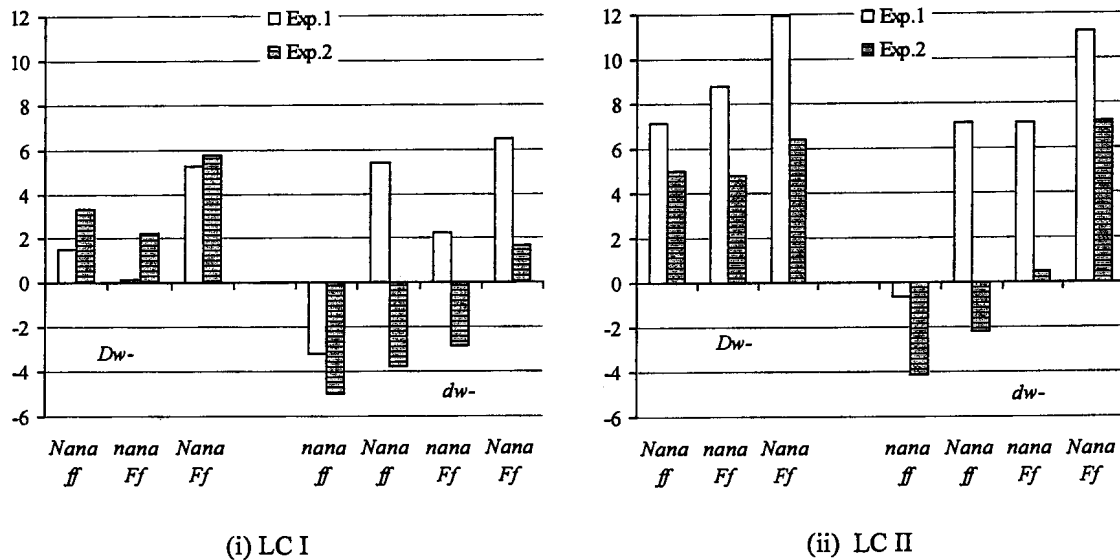 12
10
8
6
4
2
0
-2
-4
-6
Exp.1
Exp.2
Dw-
dw-
Nana nana Nana nana Nana nana Nana
ff Ff Ff ff ff Ff Ff
(i) LC I
12
10
8
6
4
2
0
-2
-4
-6
Exp.1
Exp.2
Dw-
dw-
Nana nana Nana nana Nana nana Nana
ff Ff Ff ff ff Ff Ff
(ii) LC II